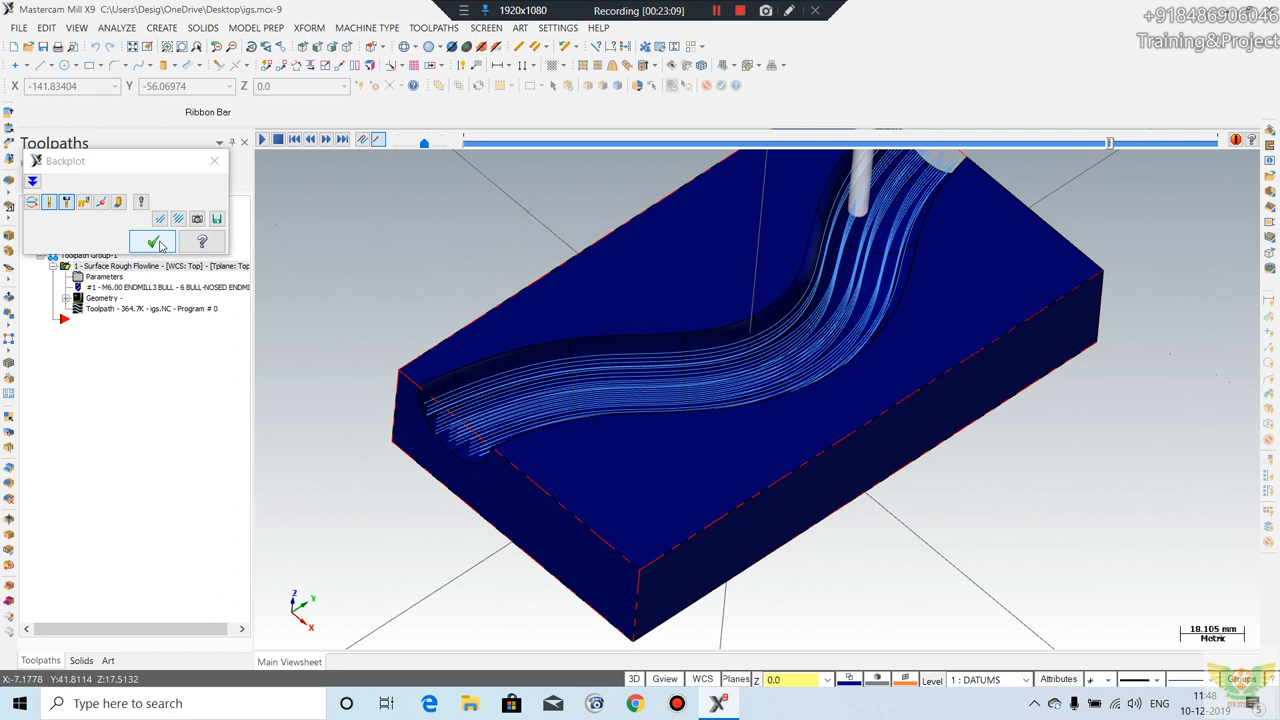 Mastercam Mill X9 C:\Users\Desig\OneDrive\Desktop\igs.mcx-9
1920x1080
Recording [00:23:09]
+918486906046
Training&Project
FILE EDIT VIEW ANALYZE CREATE SOLIDS MODEL PREP XFORM MACHINE TYPE TOOLPATHS SCREEN ART SETTINGS HELP
X -141.83404 Y -56.06974 Z 0.0
Ribbon Bar
Toolpaths
Backplot
Toolpath Group-1
1 - Surface Rough Flowline - [WCS: Top] - [Tplane: Top
Parameters
#1 - M6.00 ENDMILL3 BULL - 6 BULL-NOSED ENDMI
Geometry -
Toolpath - 364.7K - igs.NC - Program # 0
Z
Y
X
18.105 mm
Metric
Toolpaths Solids Art
Main Viewsheet
X-7.1778 Y:41.8114 Z:17.5132
3D Gview WCS Planes Z 0.0 Level 1 : DATUMS Attributes Groups ?
Type here to search
ENG
11:48
10-12-2019
5